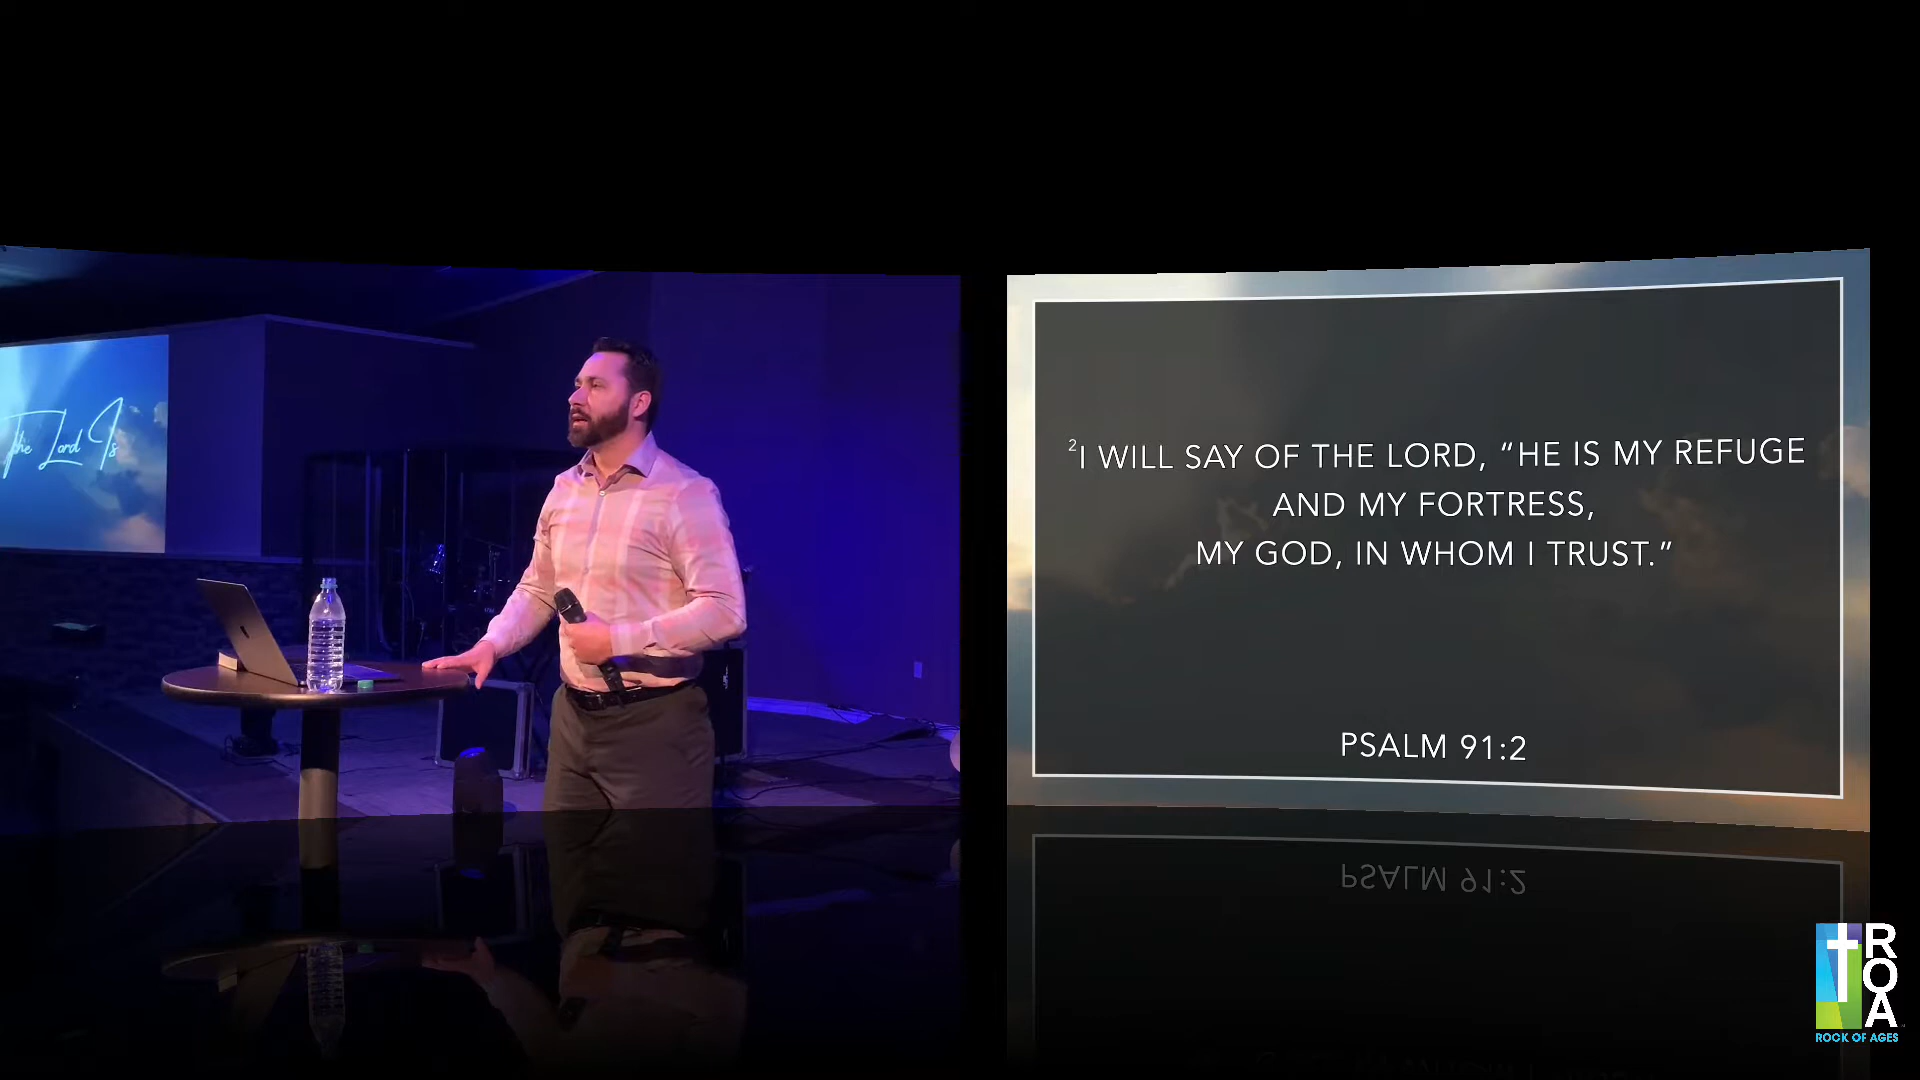 The Lord Is
²I WILL SAY OF THE LORD, “HE IS MY REFUGE
AND MY FORTRESS,
MY GOD, IN WHOM I TRUST.”
PSALM 91:2
PSALM 91:2
ROA
ROCK OF AGES